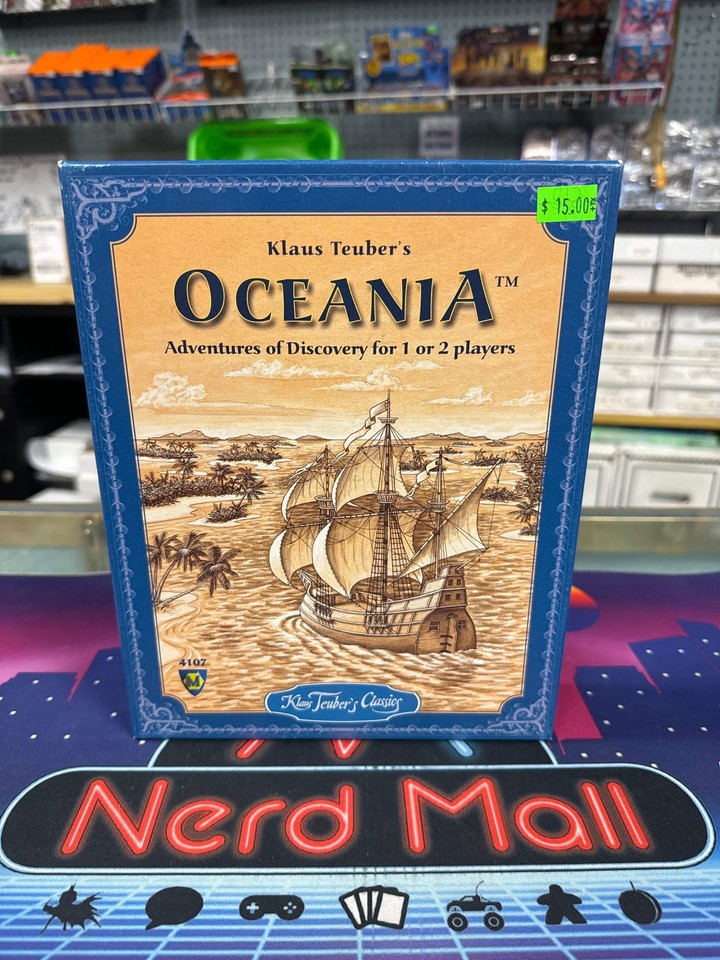 $ 15.00
Klaus Teuber's
OCEANIA™
Adventures of Discovery for 1 or 2 players
4107
M
Klaus Teuber's Classics
Nerd Mall